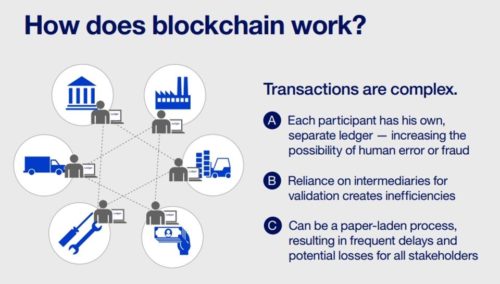 How does blockchain work?
Transactions are complex.
A Each participant has his own,
separate ledger — increasing the
possibility of human error or fraud
B Reliance on intermediaries for
validation creates inefficiencies
C Can be a paper-laden process,
resulting in frequent delays and
potential losses for all stakeholders